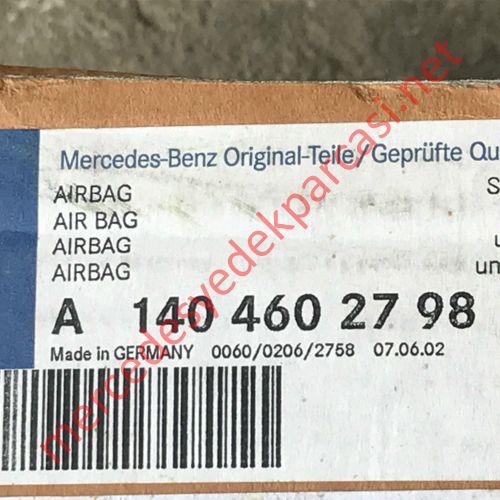 Mercedes-Benz Original-Teile/Geprüfte Qu
AIRBAG
AIR BAG
AIRBAG
AIRBAG
A 140 460 27 98
Made in GERMANY 0060/0206/2758 07.06.02
mercedesyedekparcasi.net